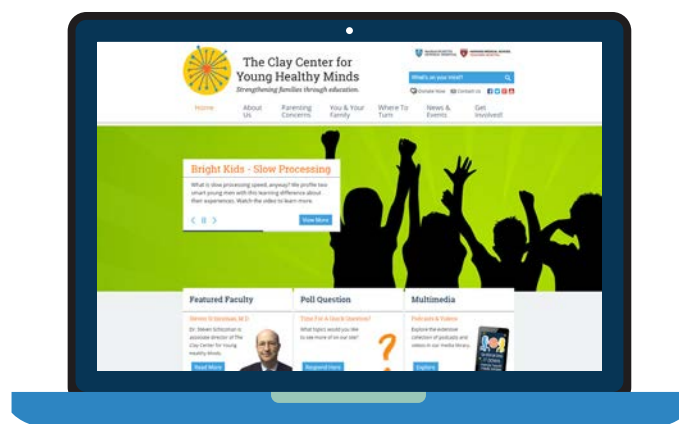 The Clay Center for
Young Healthy Minds
Strengthening families through education.
MASSACHUSETTS GENERAL HOSPITAL
HARVARD MEDICAL SCHOOL
What's on your mind?
Donate Now Contact Us
Home
About Us
Parenting Concerns
You & Your Family
Where To Turn
News & Events
Get Involved!
Bright Kids - Slow Processing
What is slow processing speed, anyway? We profile two
smart young men with this learning difference about
their experiences. Watch the video to learn more.
View More
Featured Faculty
Steven Schlozman, M.D.
Dr. Steven Schlozman is
associate director of The
Clay Center for Young
Healthy Minds.
Read More
Poll Question
Time For A Quick Question?
What topics would you like
to see more of on our site?
Respond Here
?
Multimedia
Podcasts & Videos
Explore the extensive
collection of podcasts and
videos in our media library.
Explore